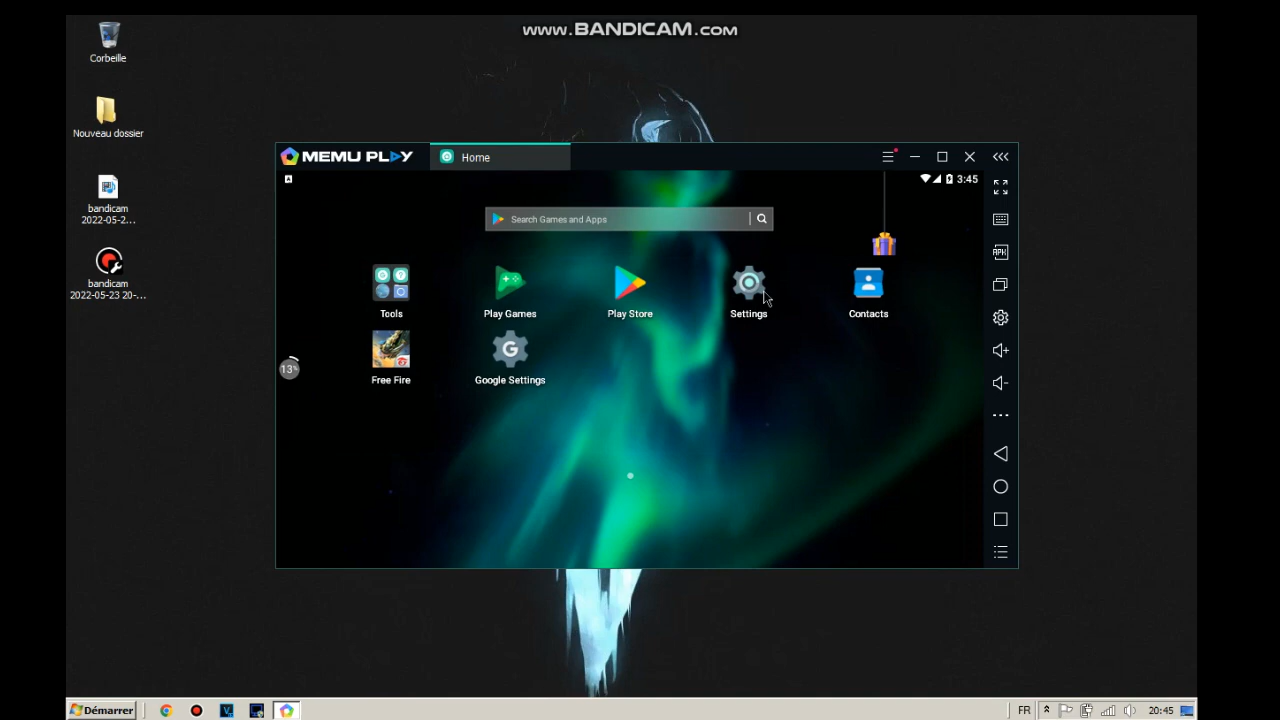 www.BANDICAM.com
Corbeille
Nouveau dossier
bandicam
2022-05-2...
bandicam
2022-05-23 20-...
MEMU PLAY
Home
3:45
Search Games and Apps
APK
Tools
Play Games
Play Store
Settings
Contacts
13%
Free Fire
Google Settings
Démarrer
FR
20:45